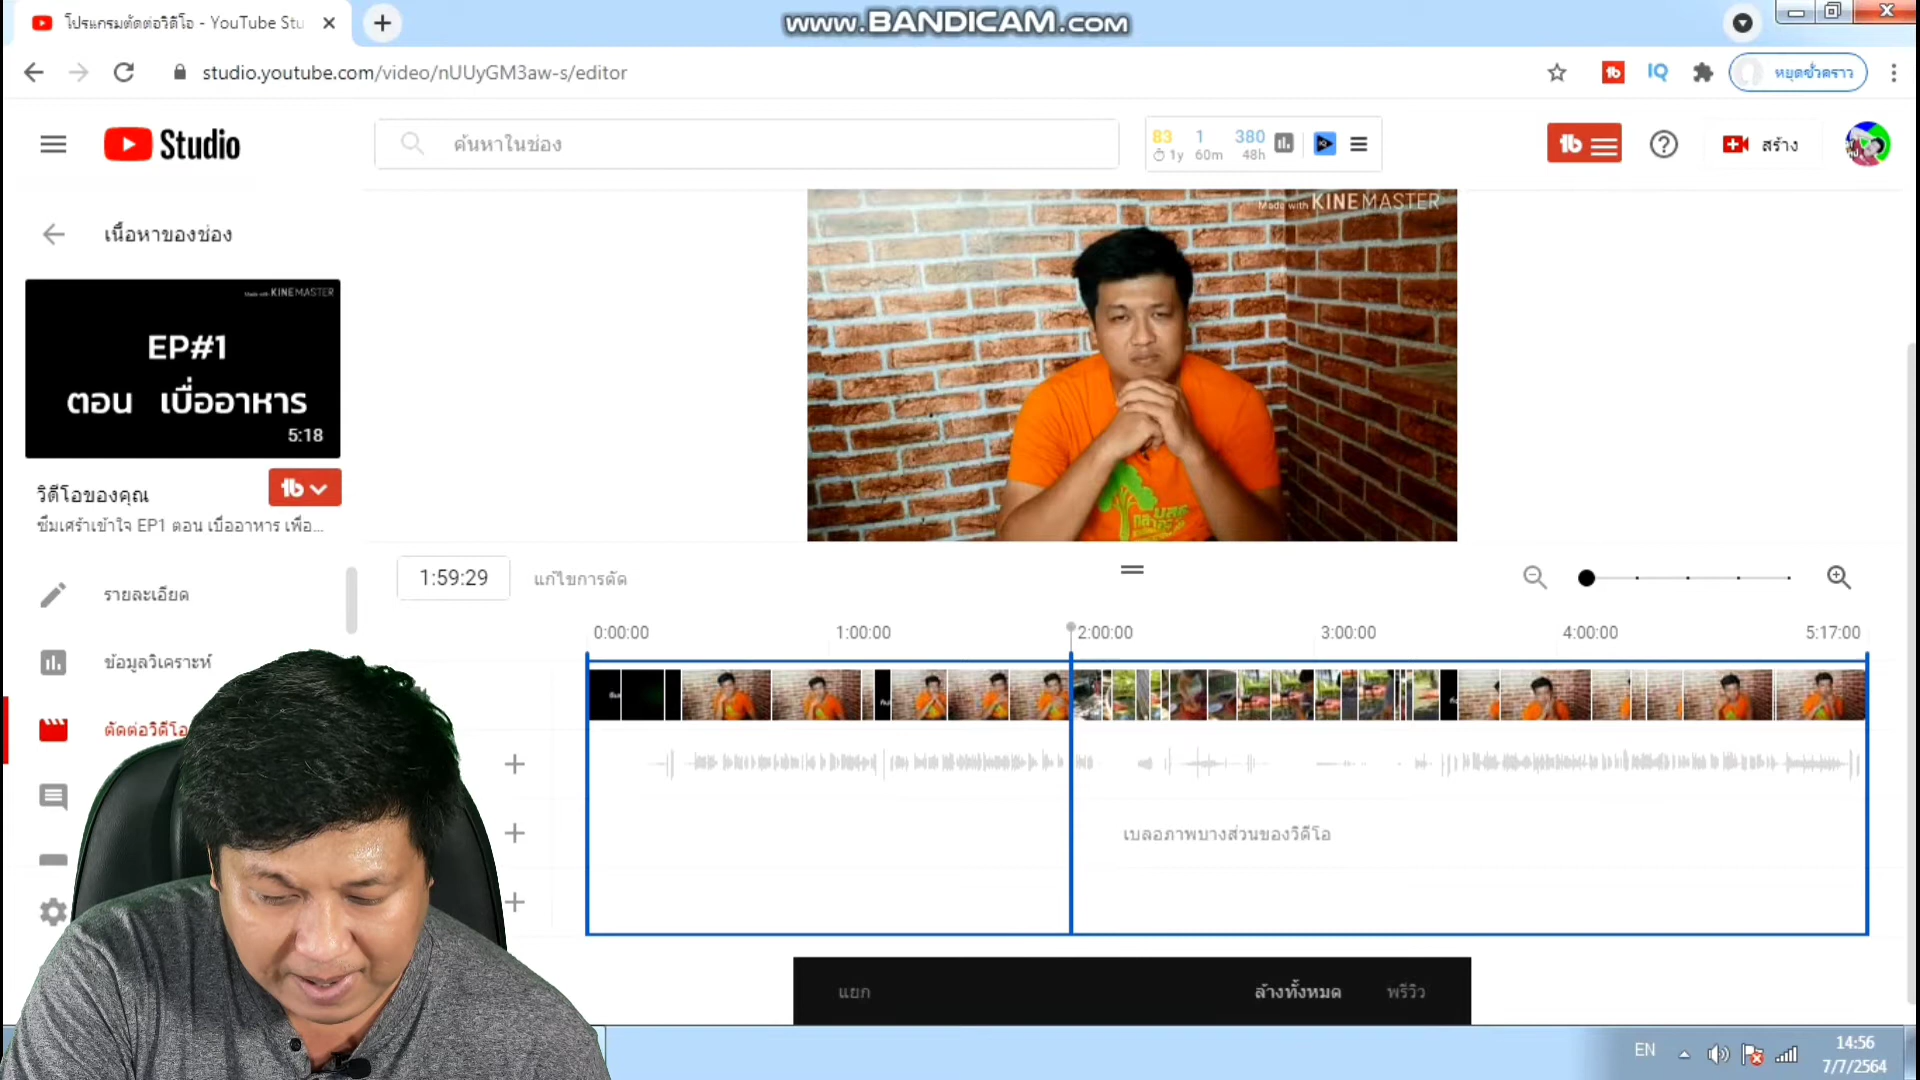 โปรแกรมตัดต่อวิดีโอ - YouTube Stu
www.BANDICAM.com
studio.youtube.com/video/nUUyGM3aw-s/editor
IQ
หยุดชั่วคราว
Studio
ค้นหาในช่อง
83 1 380
1y 60m 48h
สร้าง
เนื้อหาของช่อง
Made with KINEMASTER
Made with KINEMASTER
EP#1
ตอน เบื่ออาหาร
5:18
วิดีโอของคุณ
ซึมเศร้าเข้าใจ EP1 ตอน เบื่ออาหาร เพื่อ...
1:59:29
แก้ไขการตัด
รายละเอียด
0:00:00 1:00:00 2:00:00 3:00:00 4:00:00 5:17:00
ข้อมูลวิเคราะห์
ตัดต่อวิดีโอ
เบลอภาพบางส่วนของวิดีโอ
แยก
ล้างทั้งหมด
พรีวิว
EN
14:56
7/7/2564